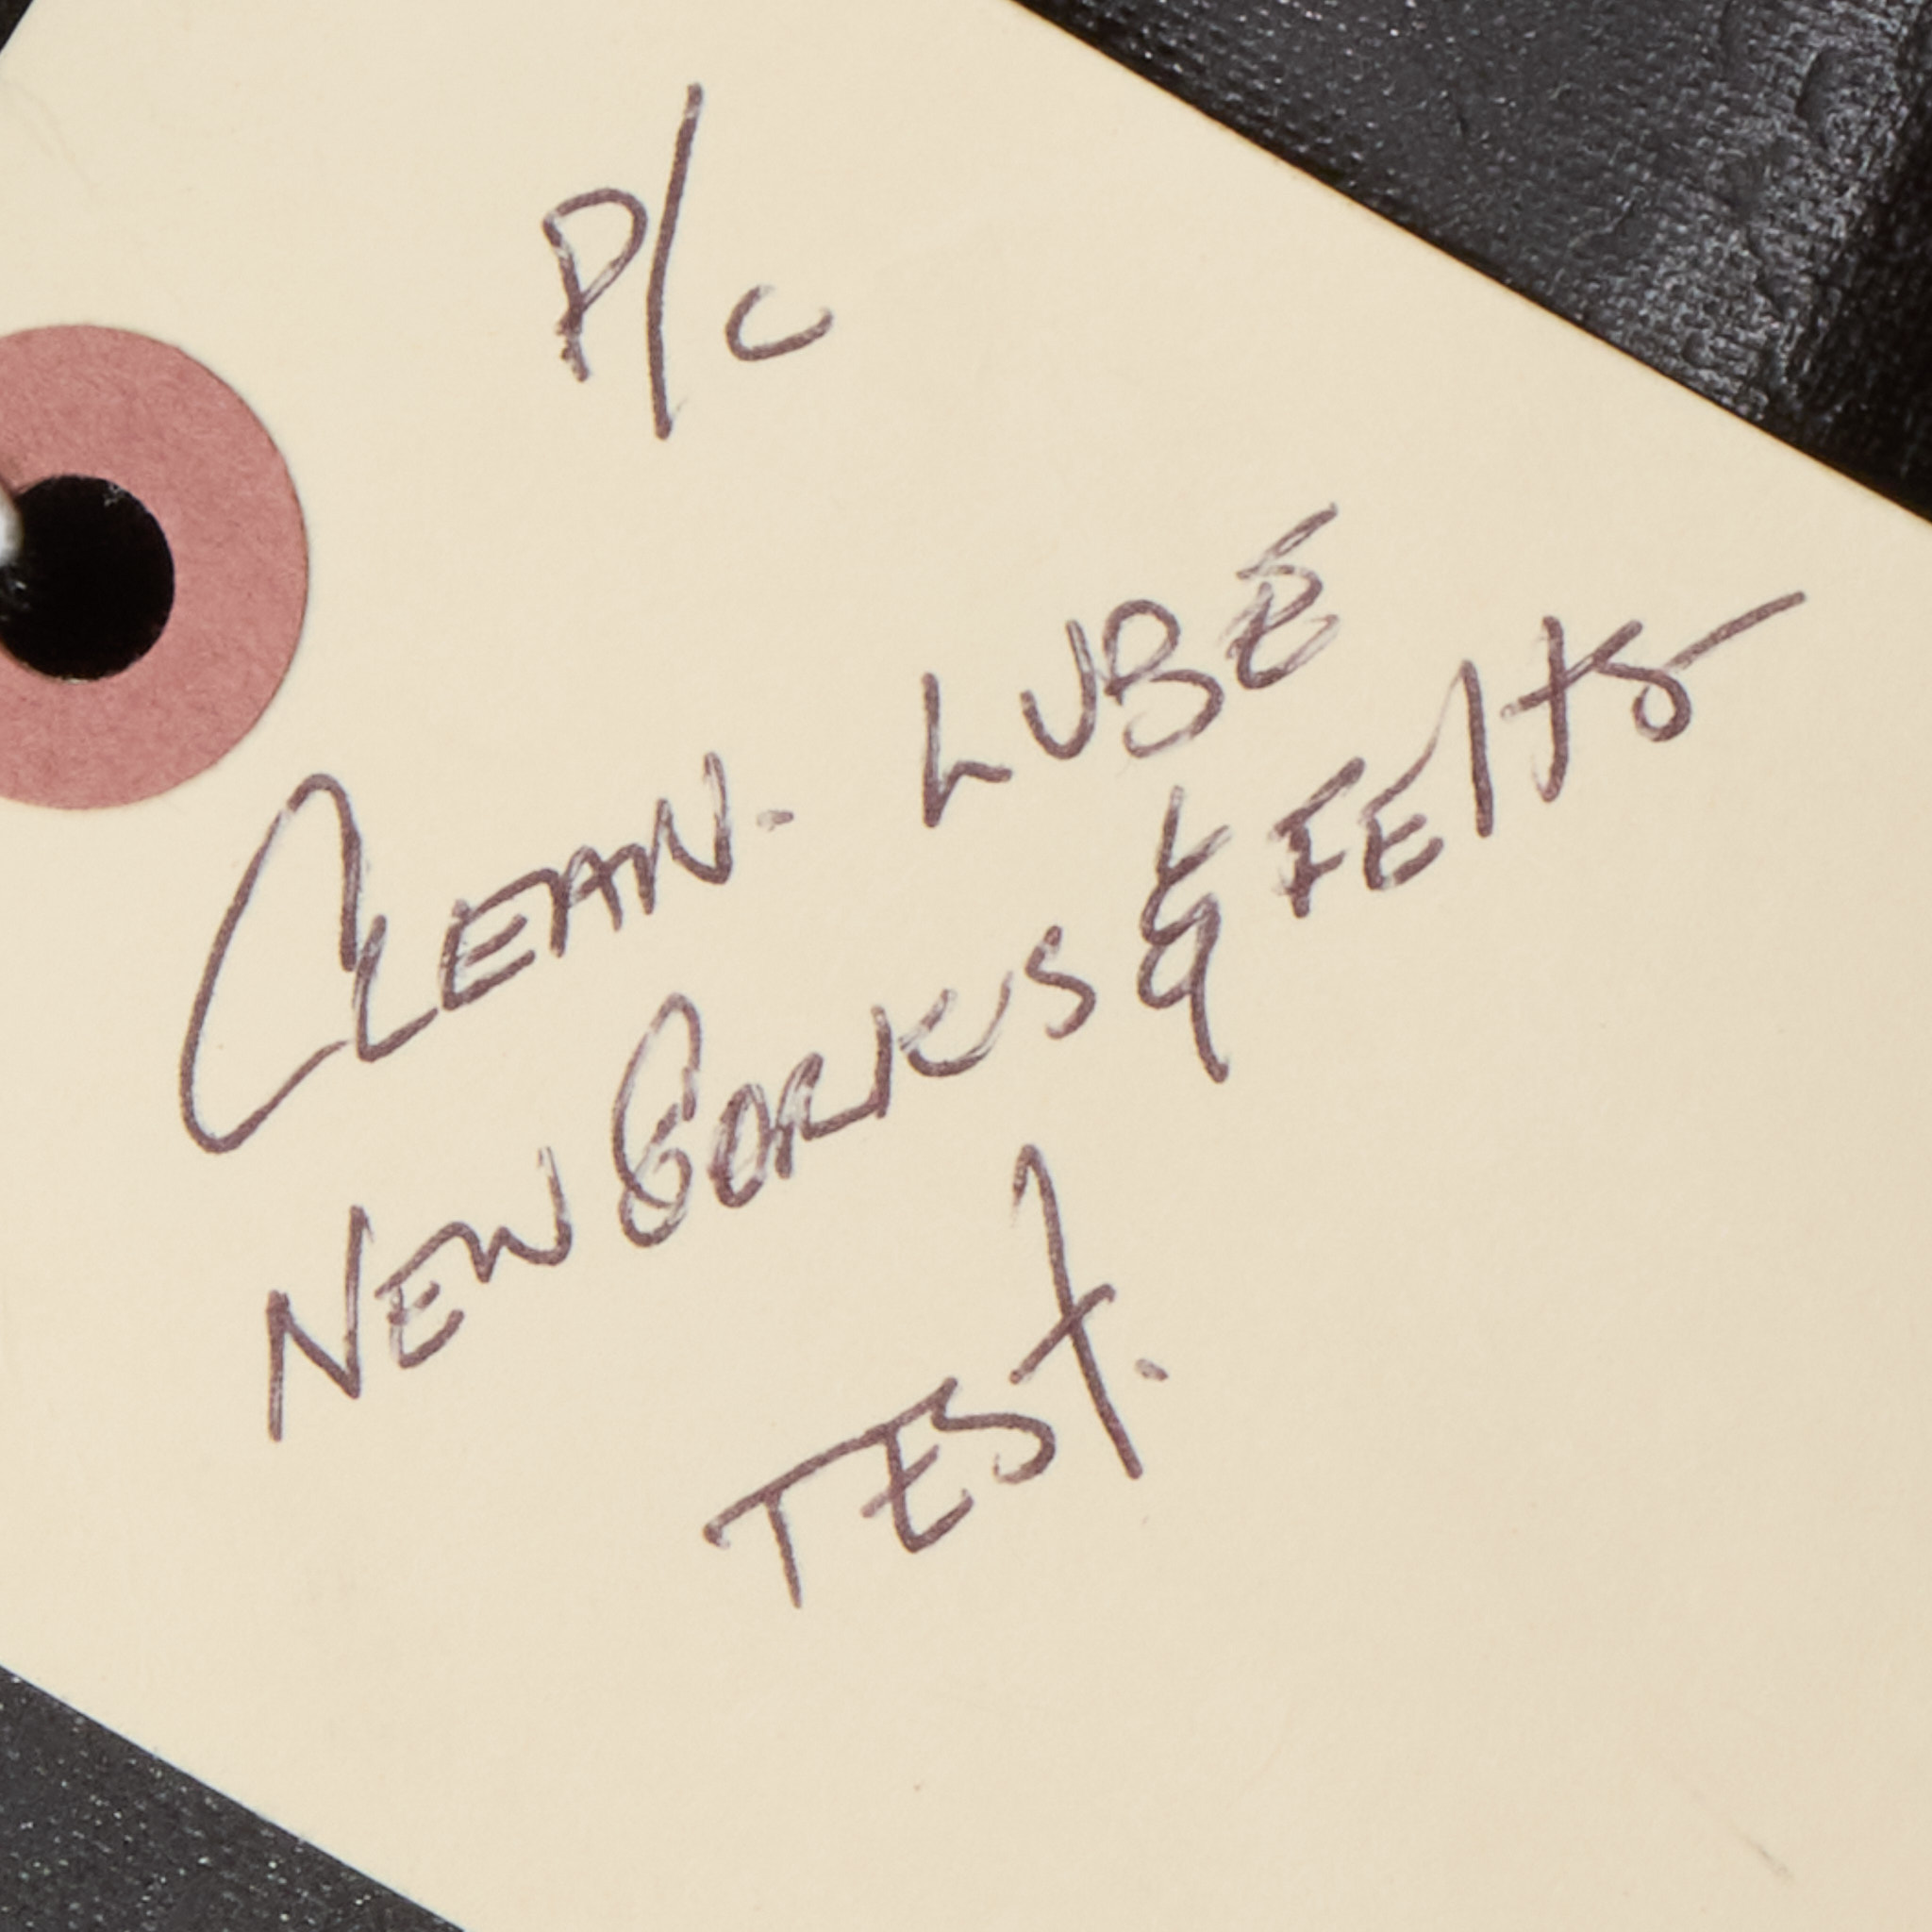 P/C
CLEAN. LUBE
NEW CORKS & FEltS
TEST.